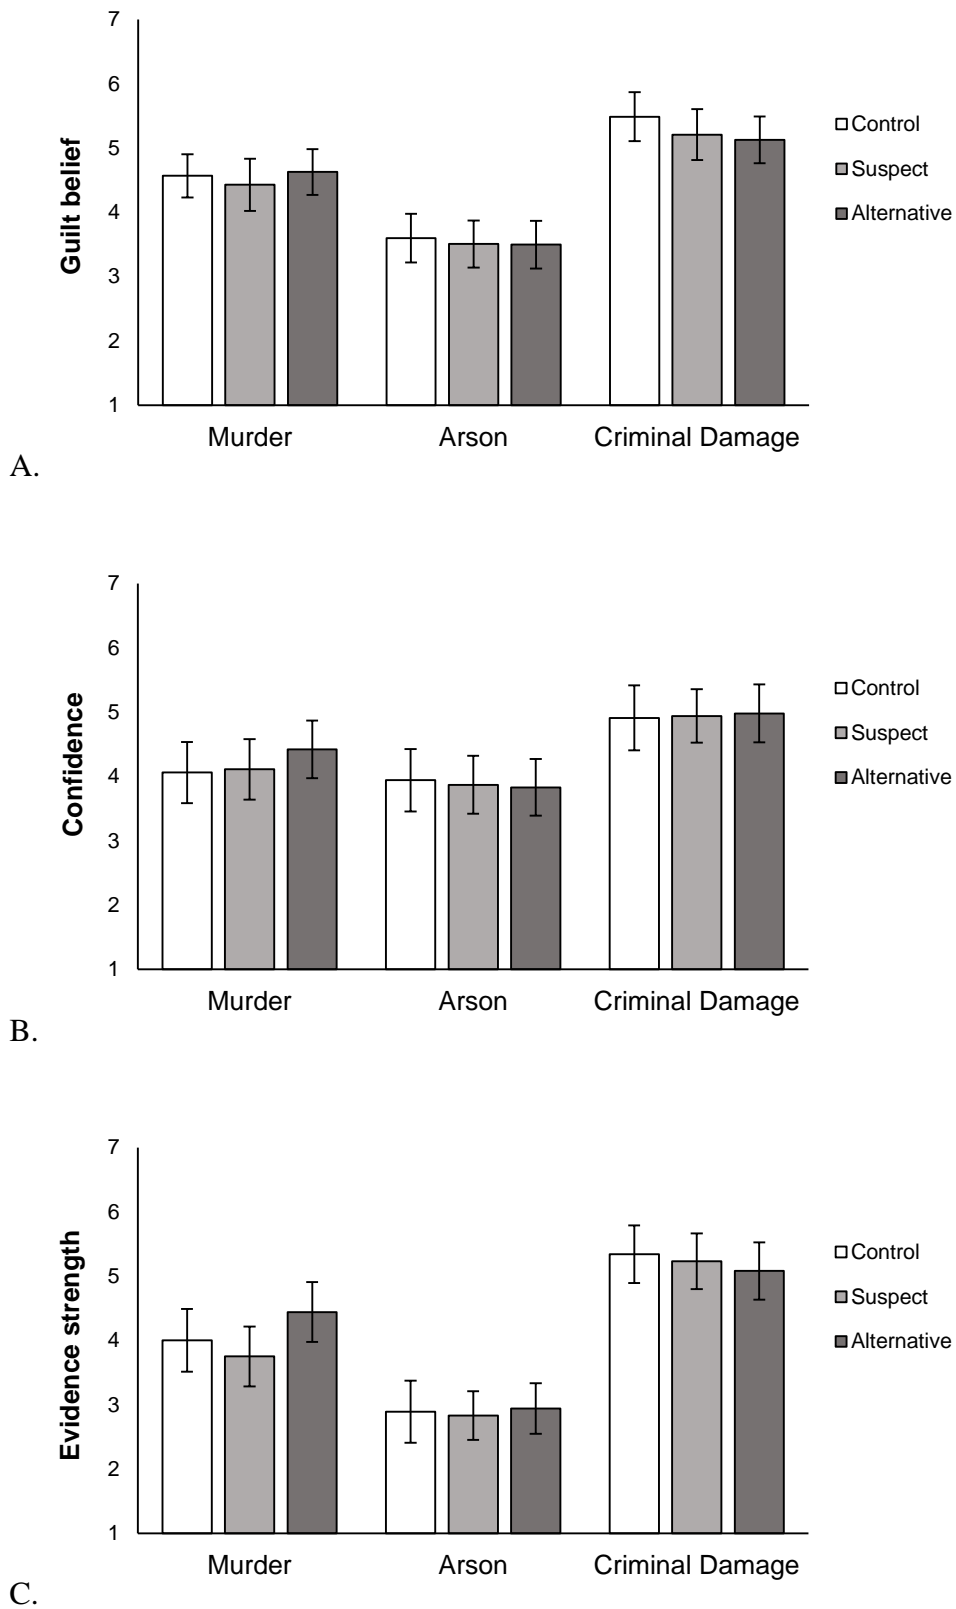 7
6
5
4
3
2
1
Guilt belief
Control
Suspect
Alternative
Murder Arson Criminal Damage
A.
7
6
5
4
3
2
1
Confidence
Control
Suspect
Alternative
Murder Arson Criminal Damage
B.
7
6
5
4
3
2
1
Evidence strength
Control
Suspect
Alternative
Murder Arson Criminal Damage
C.